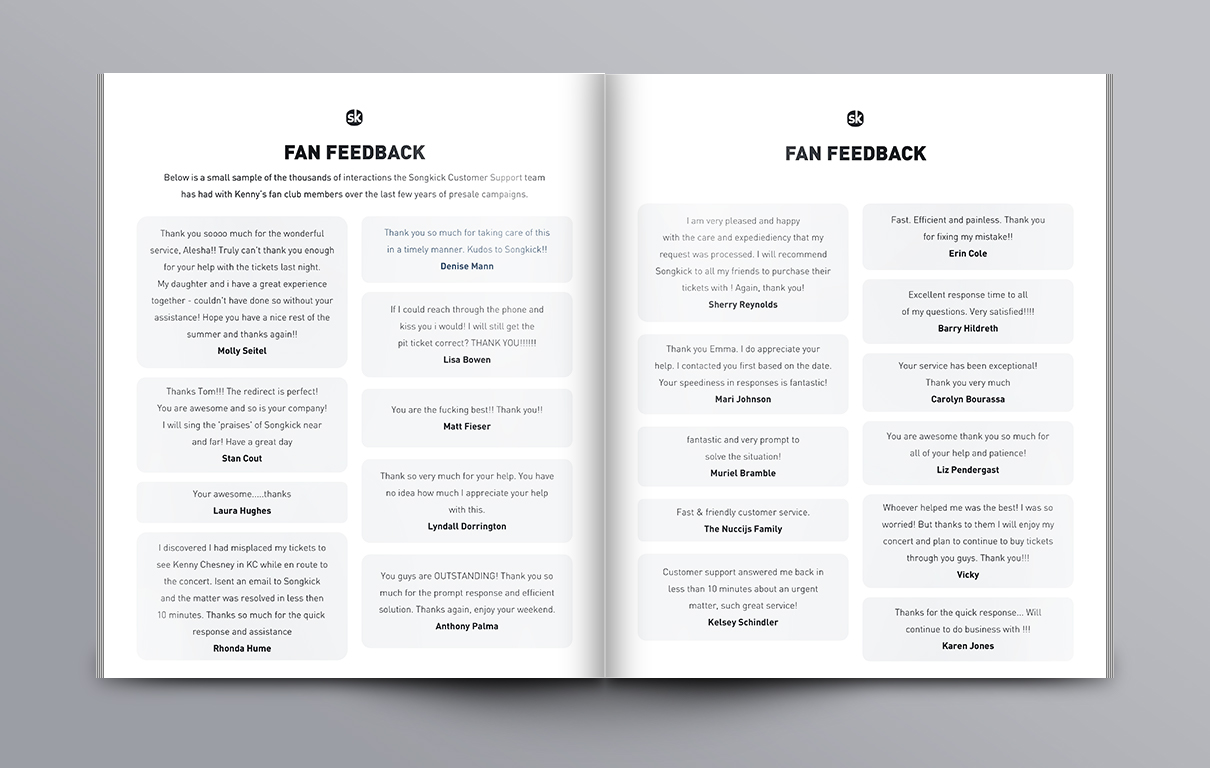 sk
FAN FEEDBACK
Below is a small sample of the thousands of interactions the Songkick Customer Support team
has had with Kenny's fan club members over the last few years of presale campaigns.
Thank you soooo much for the wonderful
service, Alesha!! Truly can't thank you enough
for your help with the tickets last night.
My daughter and i have a great experience
together - couldn't have done so without your
assistance! Hope you have a nice rest of the
summer and thanks again!!
Molly Seitel
Thanks Tom!!! The redirect is perfect!
You are awesome and so is your company!
I will sing the 'praises' of Songkick near
and far! Have a great day
Stan Cout
Your awesome.....thanks
Laura Hughes
I discovered I had misplaced my tickets to
see Kenny Chesney in KC while en route to
the concert. Isent an email to Songkick
and the matter was resolved in less then
10 minutes. Thanks so much for the quick
response and assistance
Rhonda Hume
Thank you so much for taking care of this
in a timely manner. Kudos to Songkick!!
Denise Mann
If I could reach through the phone and
kiss you i would! I will still get the
pit ticket correct? THANK YOU!!!!!!
Lisa Bowen
You are the fucking best!! Thank you!!
Matt Fieser
Thank so very much for your help. You have
no idea how much I appreciate your help
with this.
Lyndall Dorrington
You guys are OUTSTANDING! Thank you so
much for the prompt response and efficient
solution. Thanks again, enjoy your weekend.
Anthony Palma
sk
FAN FEEDBACK
I am very pleased and happy
with the care and expediediency that my
request was processed. I will recommend
Songkick to all my friends to purchase their
tickets with ! Again, thank you!
Sherry Reynolds
Thank you Emma. I do appreciate your
help. I contacted you first based on the date.
Your speediness in responses is fantastic!
Mari Johnson
fantastic and very prompt to
solve the situation!
Muriel Bramble
Fast & friendly customer service.
The Nuccijs Family
Customer support answered me back in
less than 10 minutes about an urgent
matter, such great service!
Kelsey Schindler
Fast. Efficient and painless. Thank you
for fixing my mistake!!
Erin Cole
Excellent response time to all
of my questions. Very satisfied!!!!
Barry Hildreth
Your service has been exceptional!
Thank you very much
Carolyn Bourassa
You are awesome thank you so much for
all of your help and patience!
Liz Pendergast
Whoever helped me was the best! I was so
worried! But thanks to them I will enjoy my
concert and plan to continue to buy tickets
through you guys. Thank you!!!
Vicky
Thanks for the quick response... Will
continue to do business with !!!
Karen Jones